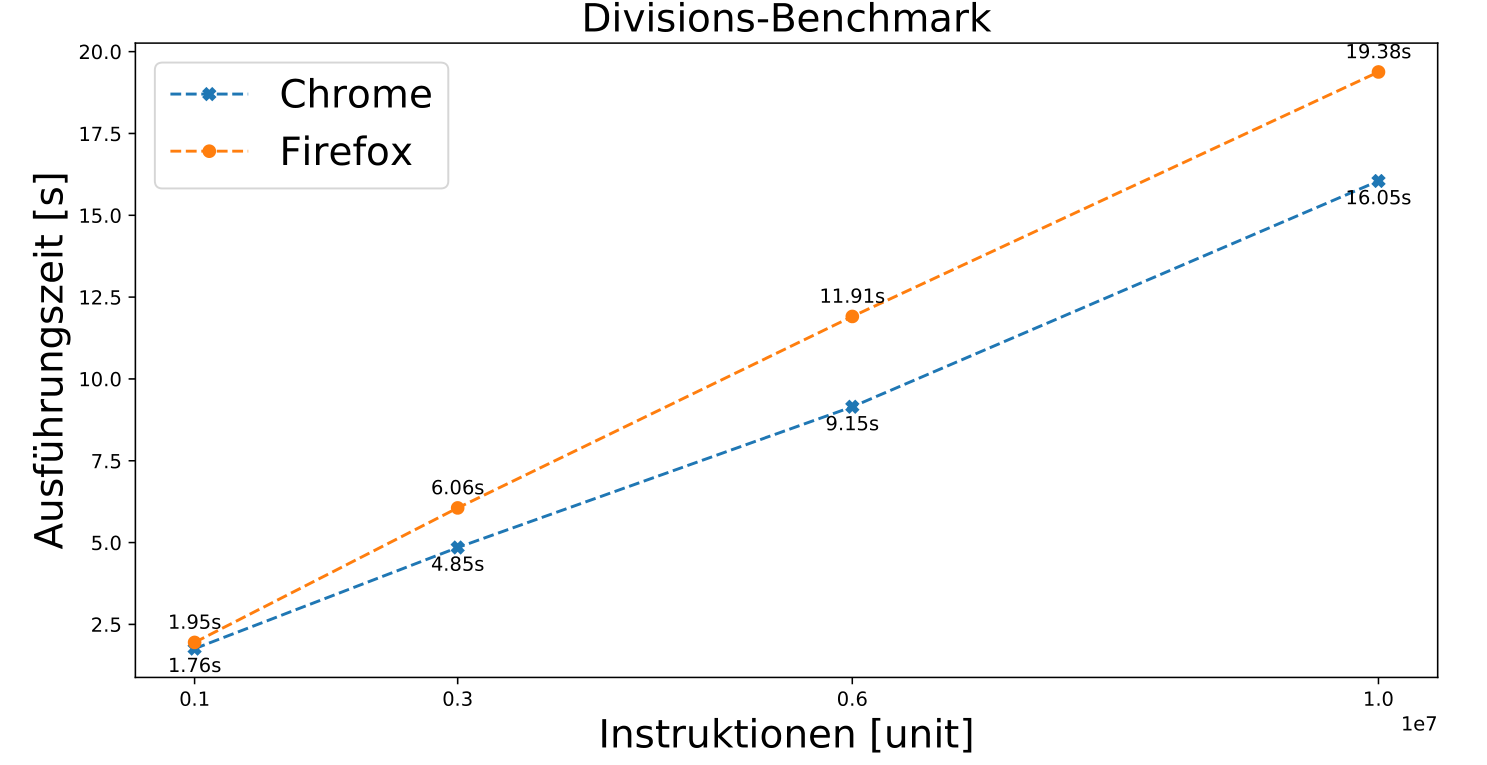 Divisions-Benchmark
Chrome
Firefox
Ausführungszeit [s]
20.0
17.5
15.0
12.5
10.0
7.5
5.0
2.5
19.38s
16.05s
11.91s
9.15s
6.06s
4.85s
1.95s
1.76s
0.1 0.3 0.6 1.0
1e7
Instruktionen [unit]